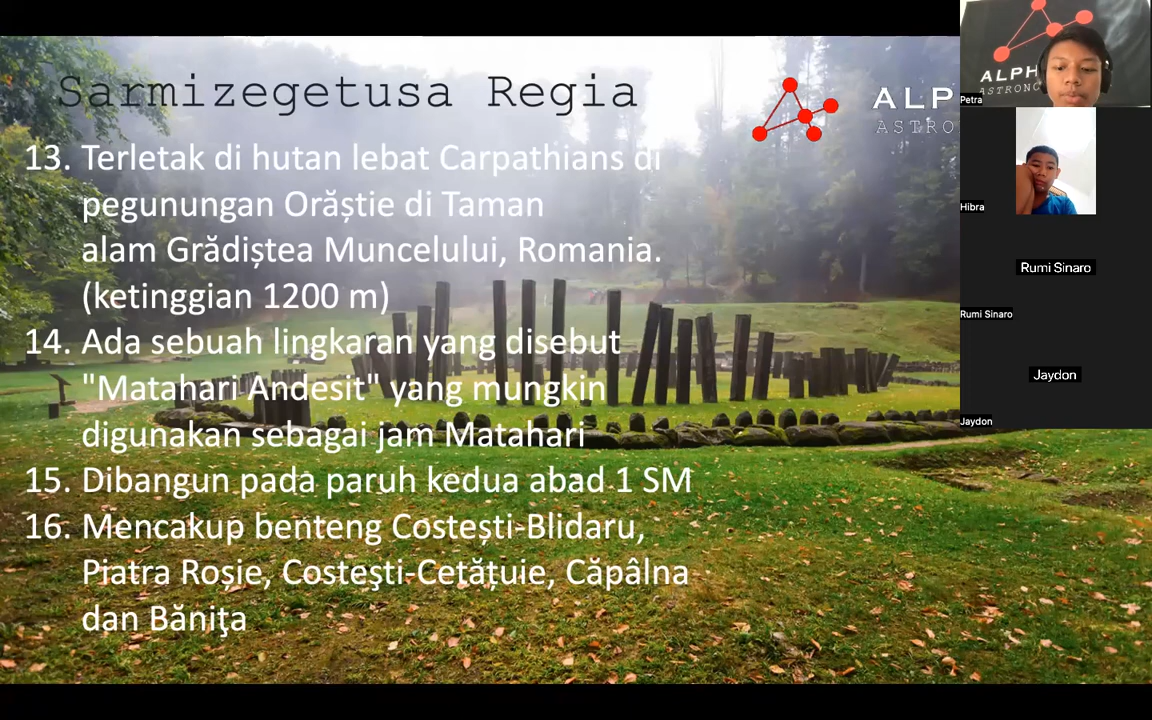 Sarmizegetusa Regia
ALP
ASTRO
13. Terletak di hutan lebat Carpathians di
pegunungan Orăștie di Taman
alam Grădiștea Muncelului, Romania.
(ketinggian 1200 m)
14. Ada sebuah lingkaran yang disebut
"Matahari Andesit" yang mungkin
digunakan sebagai jam Matahari
15. Dibangun pada paruh kedua abad 1 SM
16. Mencakup benteng Costești-Blidaru,
Piatra Roșie, Costeşti-Cetățuie, Căpâlna
dan Băniţa
ALPH
ASTRONO
Petra
Hibra
Rumi Sinaro
Rumi Sinaro
Jaydon
Jaydon